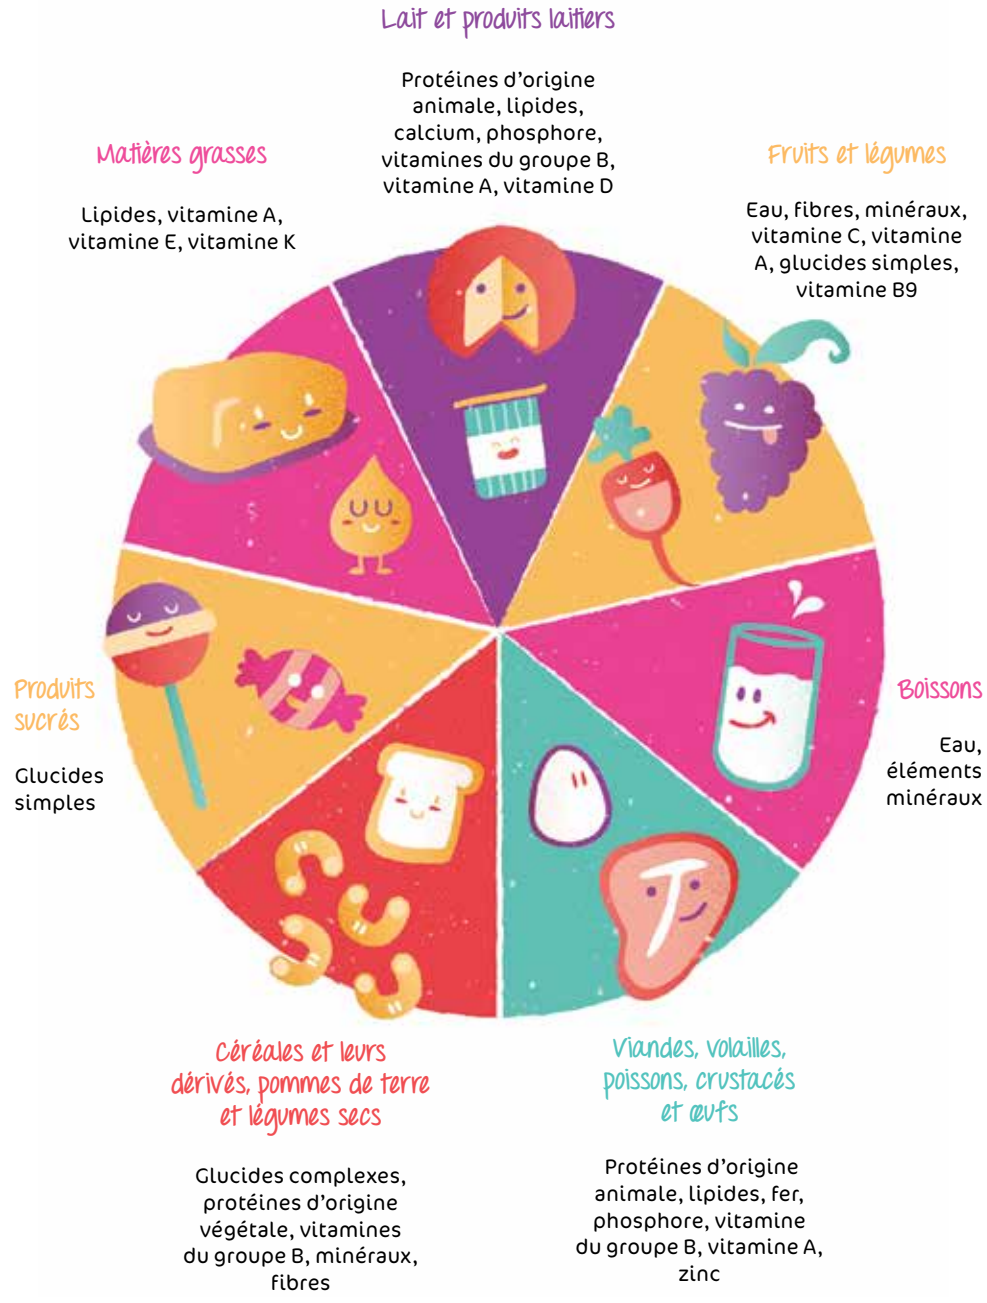 Lait et produits laitiers
Protéines d'origine
animale, lipides,
calcium, phosphore,
vitamines du groupe B,
vitamine A, vitamine D
Matières grasses
Lipides, vitamine A,
vitamine E, vitamine K
Fruits et légumes
Eau, fibres, minéraux,
vitamine C, vitamine
A, glucides simples,
vitamine B9
Produits
sucrés
Glucides
simples
Boissons
Eau,
éléments
minéraux
Céréales et leurs
dérivés, pommes de terre
et légumes secs
Glucides complexes,
protéines d'origine
végétale, vitamines
du groupe B, minéraux,
fibres
Viandes, volailles,
poissons, crustacés
et œufs
Protéines d'origine
animale, lipides, fer,
phosphore, vitamine
du groupe B, vitamine A,
zinc